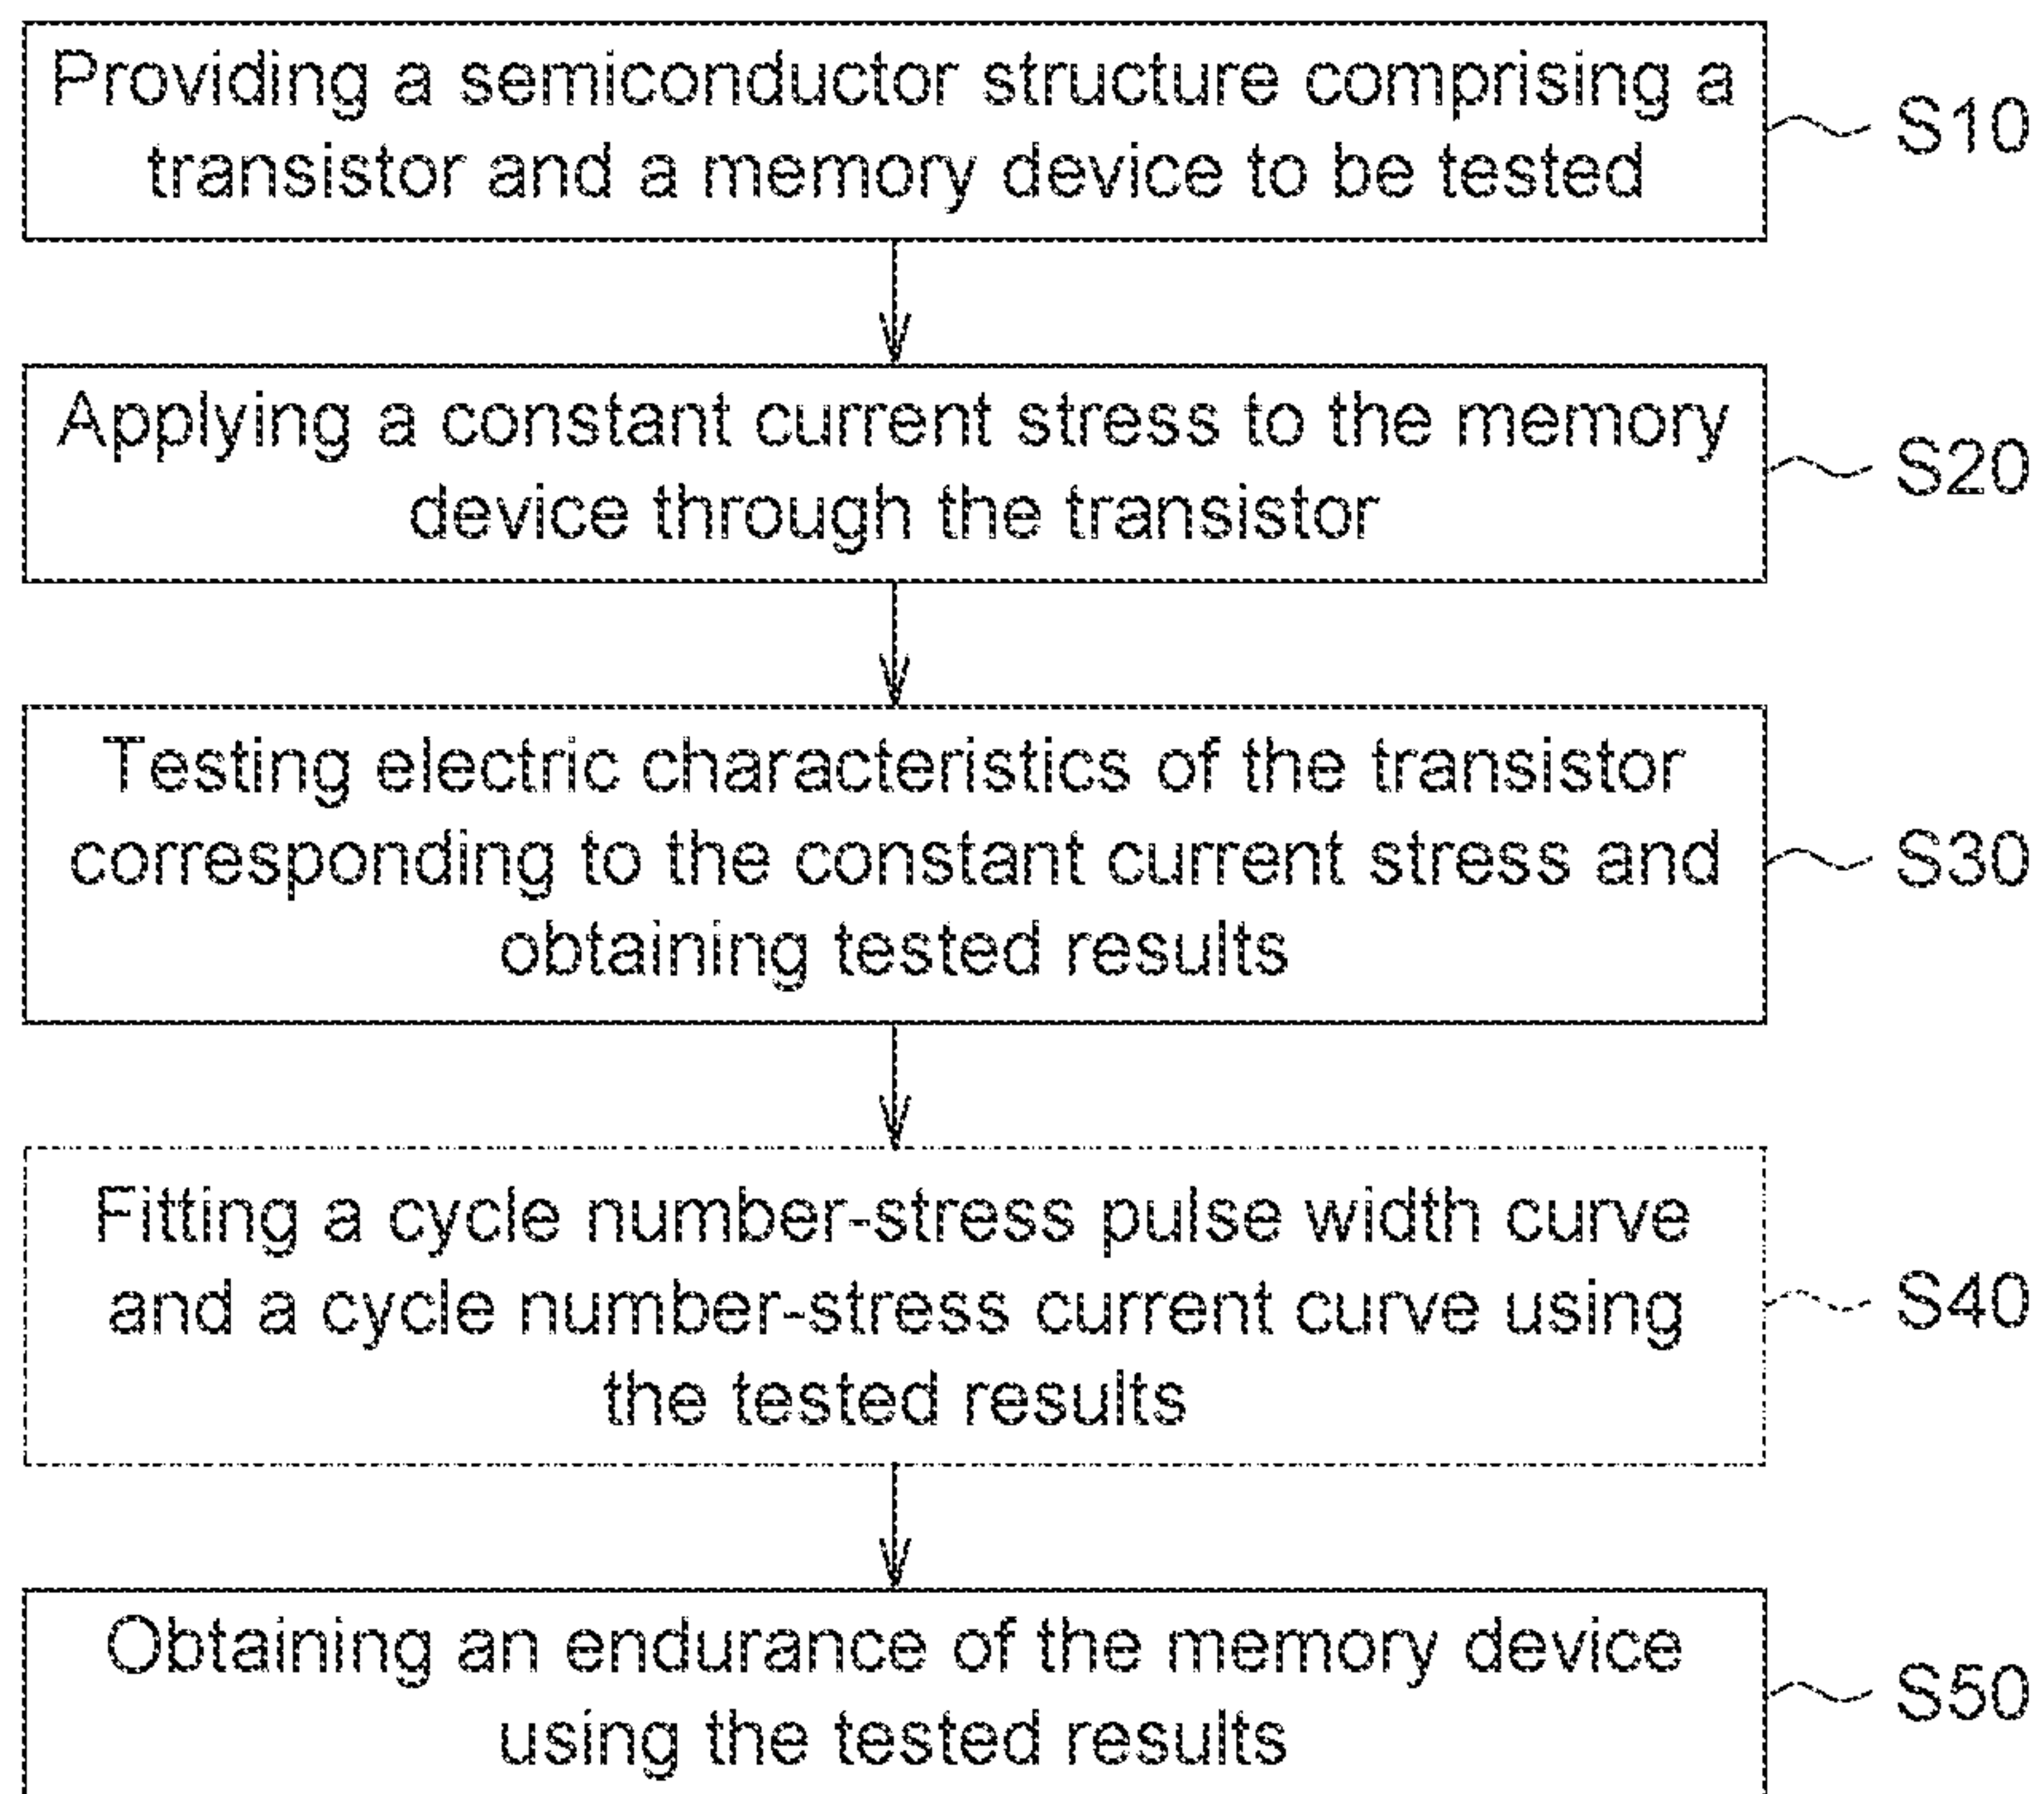 Providing a semiconductor structure comprising a
transistor and a memory device to be tested
S10
Applying a constant current stress to the memory
device through the transistor
S20
Testing electric characteristics of the transistor
corresponding to the constant current stress and
obtaining tested results
S30
Fitting a cycle number-stress pulse width curve
and a cycle number-stress current curve using
the tested results
S40
Obtaining an endurance of the memory device
using the tested results
S50